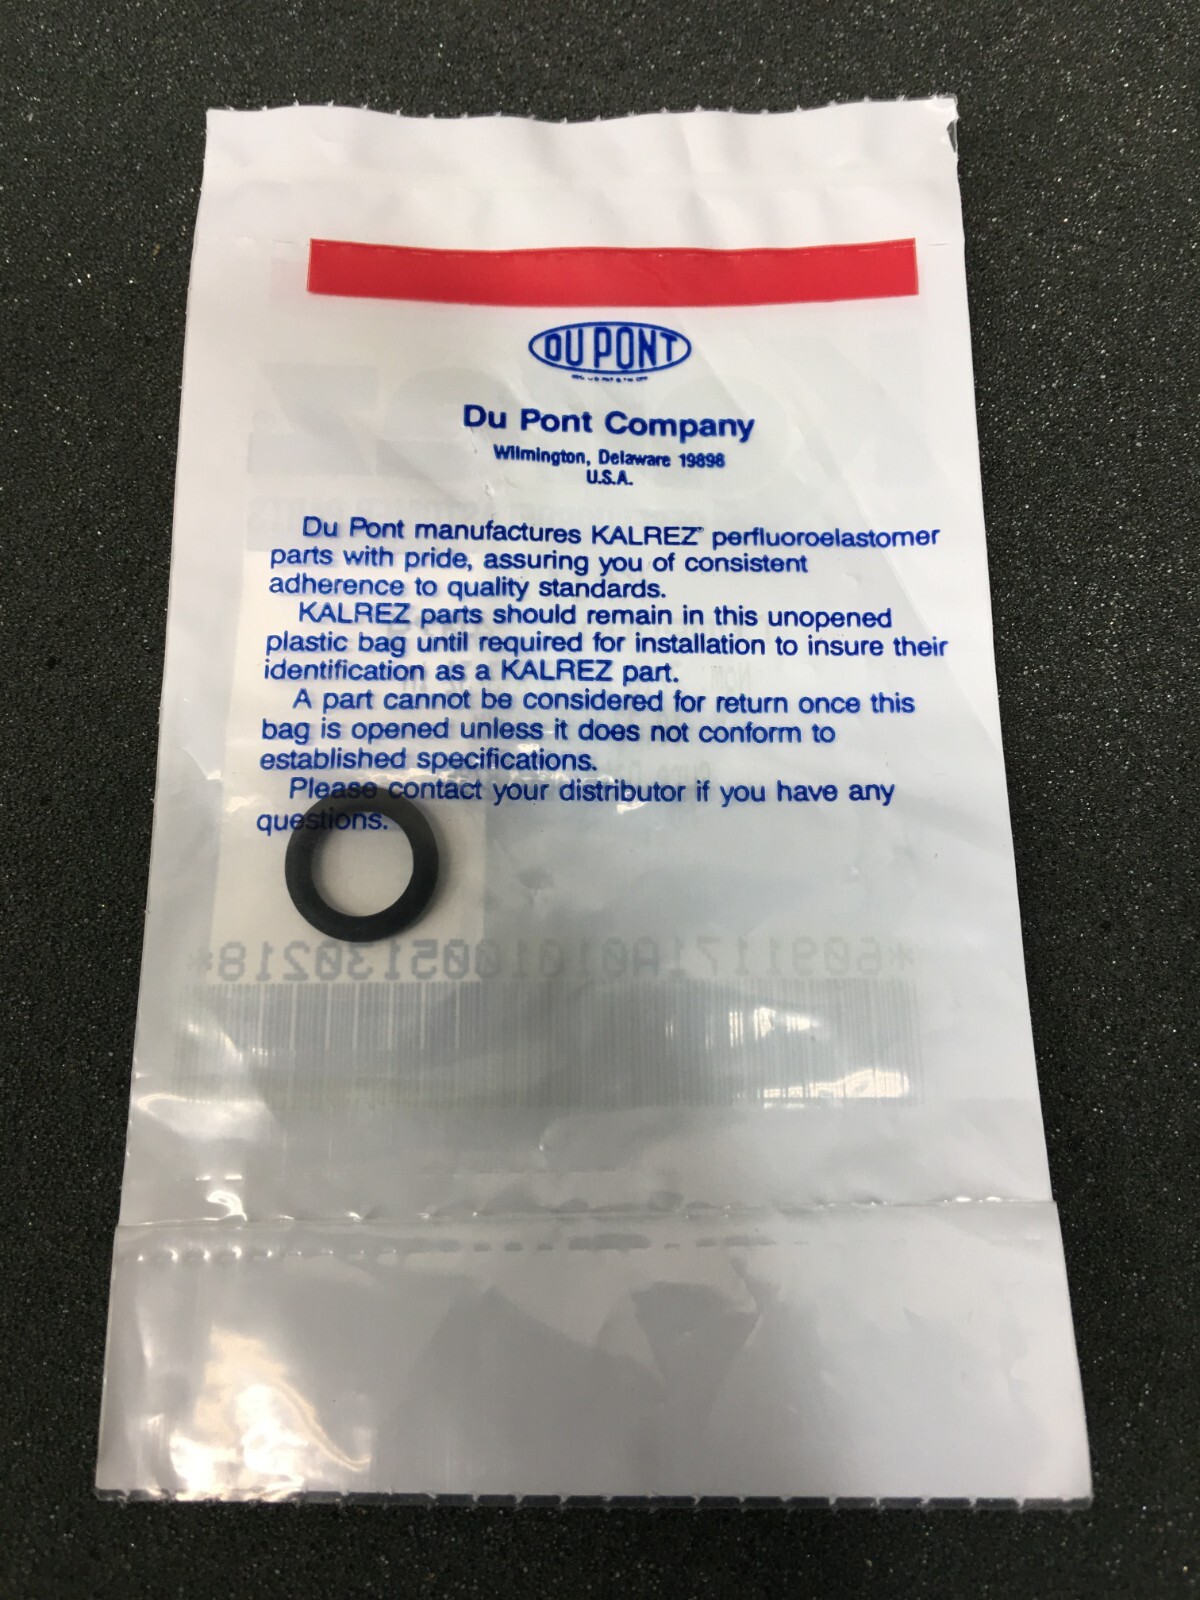 DU PONT
Du Pont Company
Wilmington, Delaware 19898
U.S.A.
Du Pont manufactures KALREZ® perfluoroelastomer
parts with pride, assuring you of consistent
adherence to quality standards.
KALREZ parts should remain in this unopened
plastic bag until required for installation to insure their
identification as a KALREZ part.
A part cannot be considered for return once this
bag is opened unless it does not conform to
established specifications.
Please contact your distributor if you have any
questions.